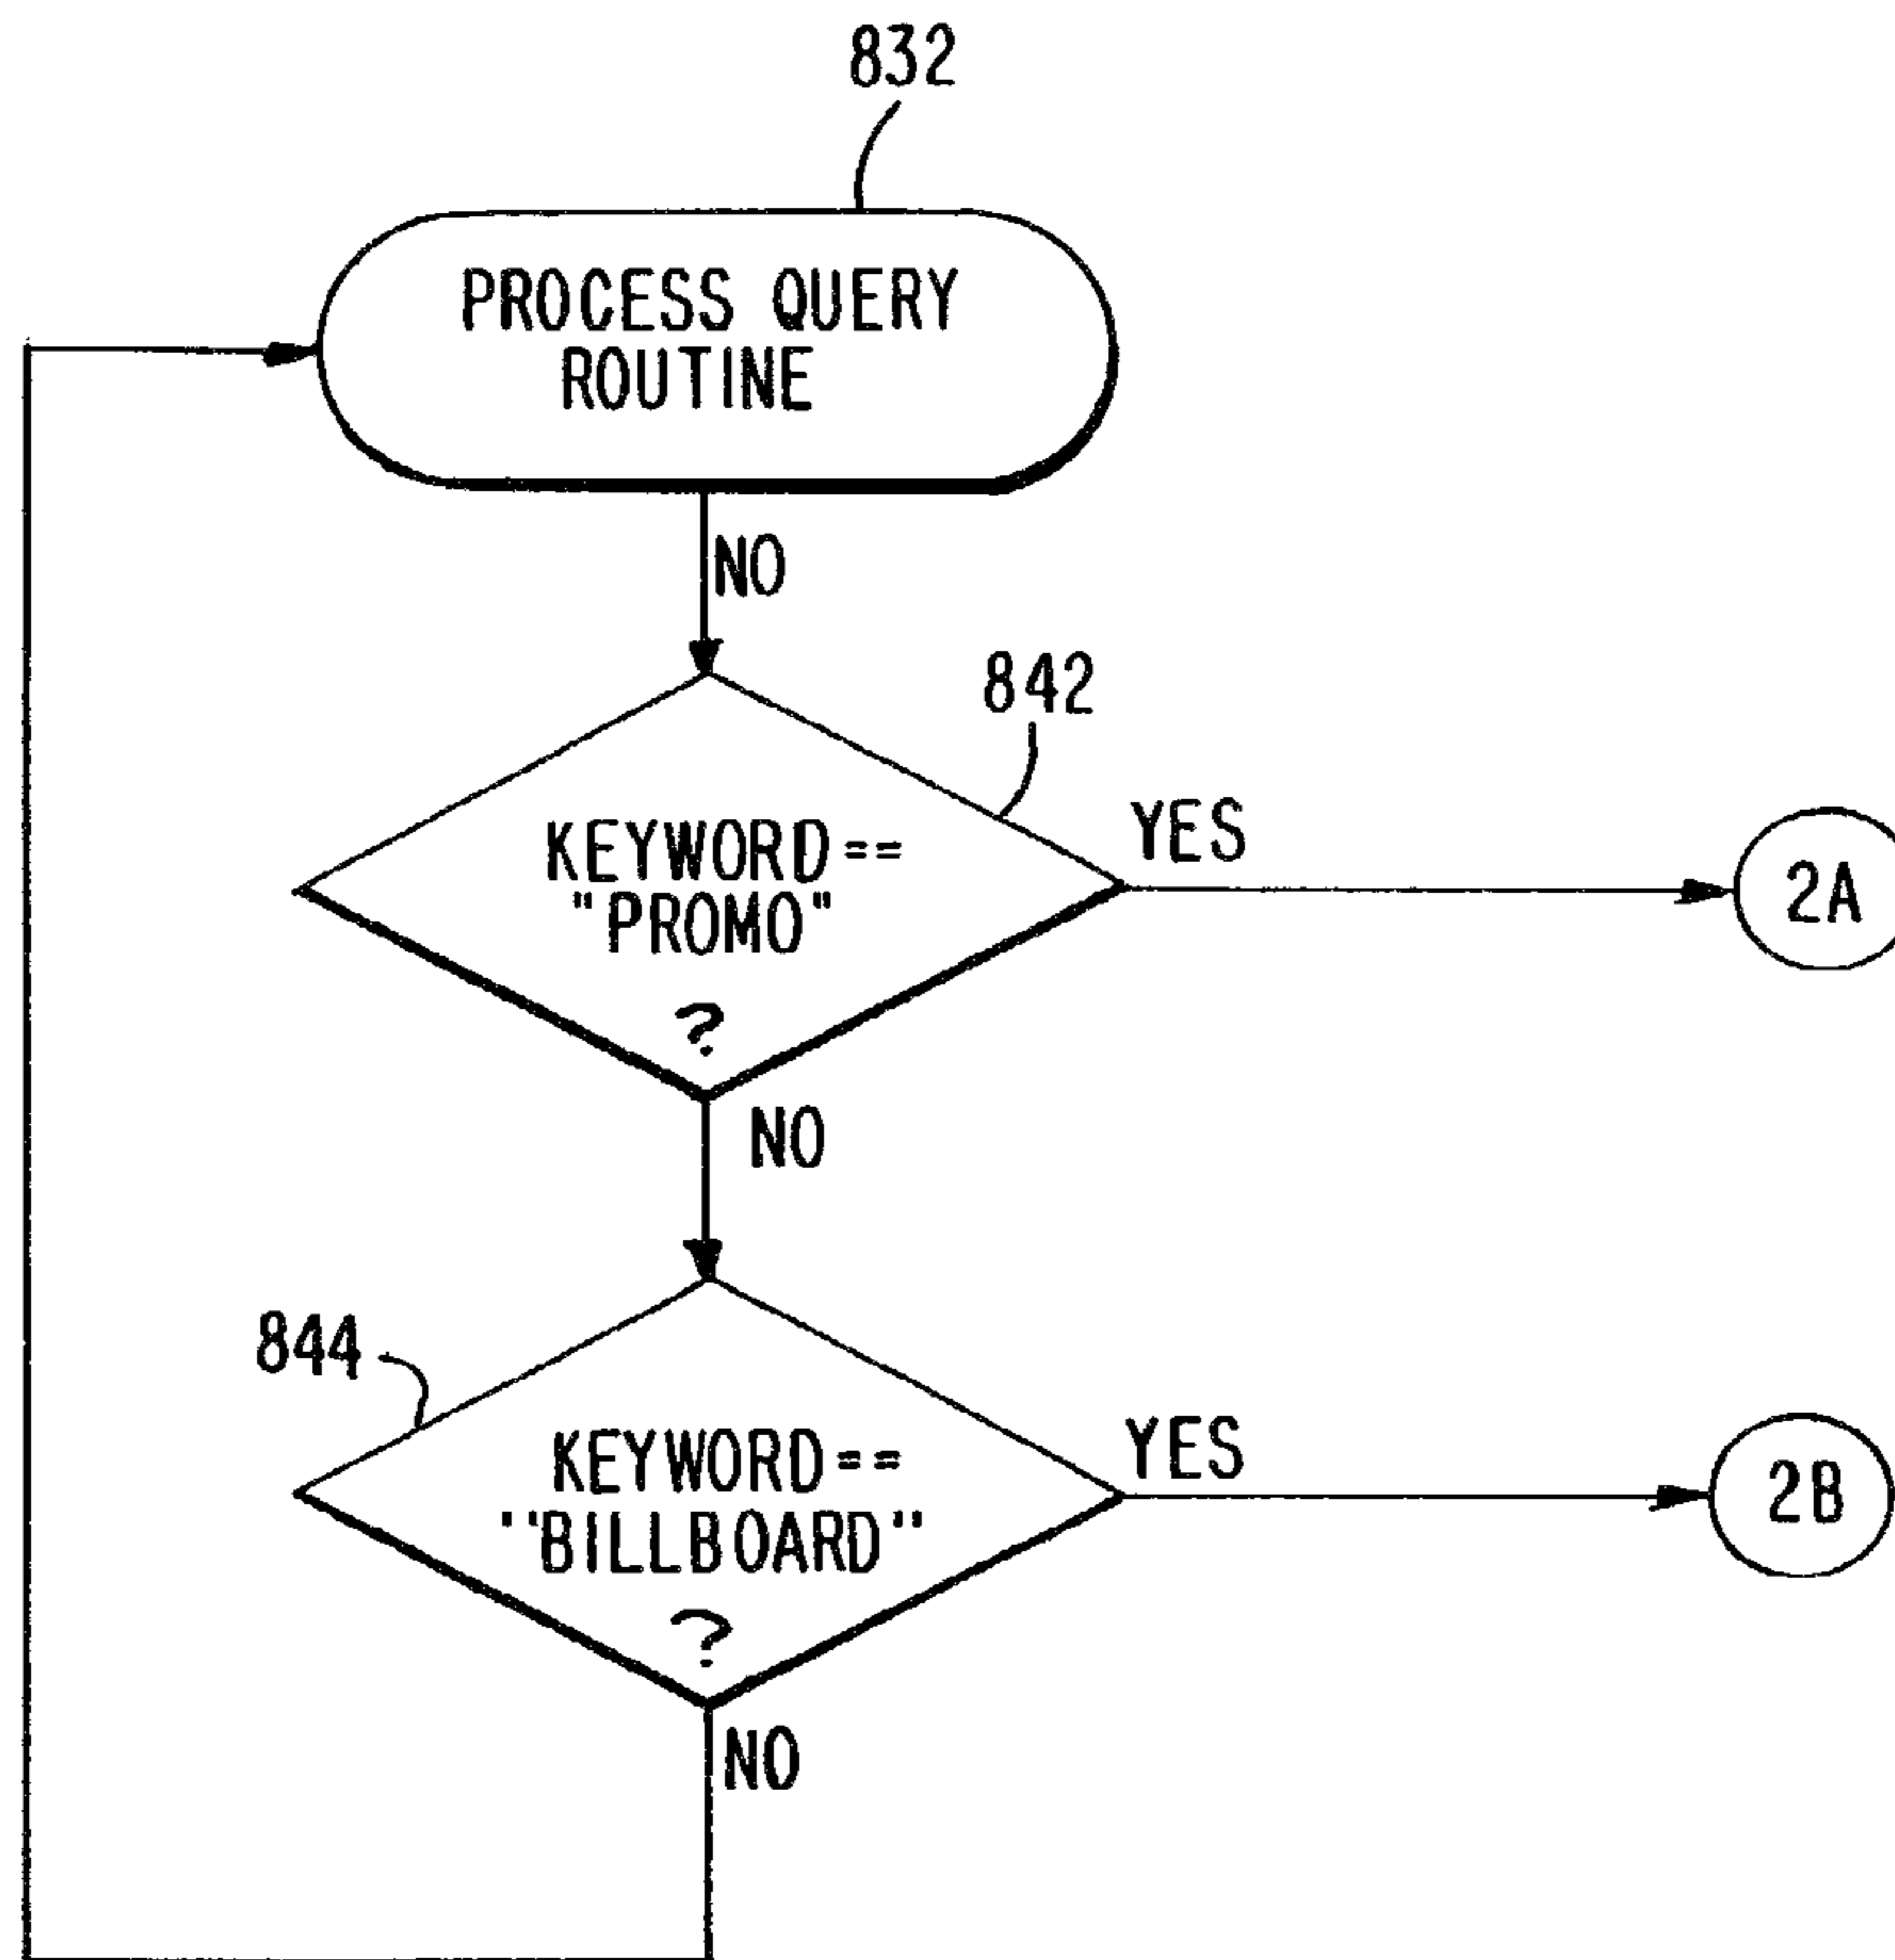 832
PROCESS QUERY
ROUTINE
NO
842
KEYWORD==
"PROMO"
?
YES
2A
NO
844
KEYWORD==
"BILLBOARD"
?
YES
2B
NO